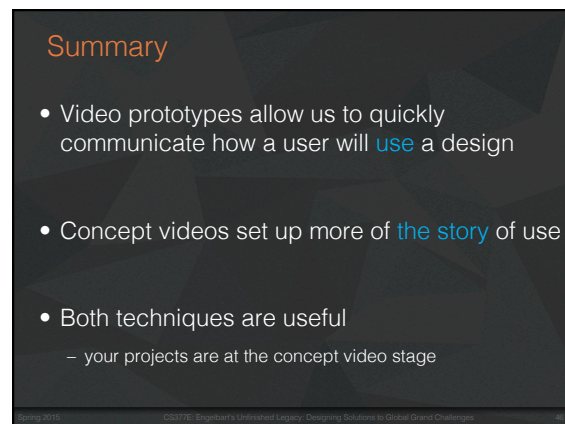 Summary
• Video prototypes allow us to quickly
communicate how a user will use a design
• Concept videos set up more of the story of use
• Both techniques are useful
– your projects are at the concept video stage
Spring 2015 CS377E: Engelbart's Unfinished Legacy: Designing Solutions to Global Grand Challenges 40